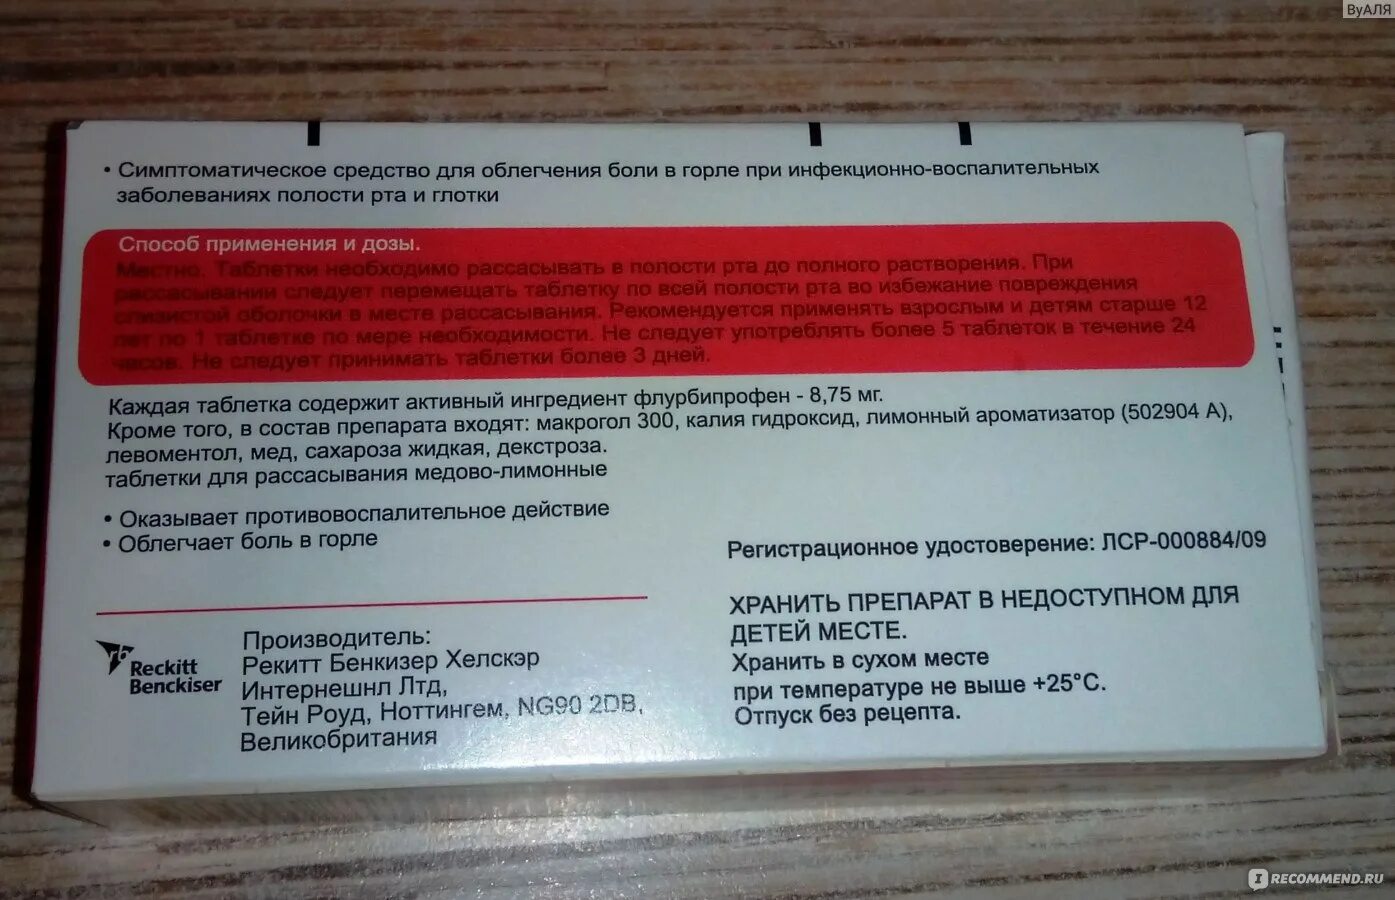 ВуАЛЯ
• Симптоматическое средство для облегчения боли в горле при инфекционно-воспалительных
заболеваниях полости рта и глотки
Способ применения и дозы.
Местно. Таблетки необходимо рассасывать в полости рта до полного растворения. При
рассасывании следует перемещать таблетку по всей полости рта во избежание повреждения
слизистой оболочки в месте рассасывания. Рекомендуется применять взрослым и детям старше 12
лет по 1 таблетке по мере необходимости. Не следует употреблять более 5 таблеток в течение 24
часов. Не следует принимать таблетки более 3 дней.
Каждая таблетка содержит активный ингредиент флурбипрофен - 8,75 мг.
Кроме того, в состав препарата входят: макрогол 300, калия гидроксид, лимонный ароматизатор (502904 А),
левоментол, мед, сахароза жидкая, декстроза.
таблетки для рассасывания медово-лимонные
• Оказывает противовоспалительное действие
• Облегчает боль в горле
Регистрационное удостоверение: ЛСР-000884/09
ХРАНИТЬ ПРЕПАРАТ В НЕДОСТУПНОМ ДЛЯ
ДЕТЕЙ МЕСТЕ.
Хранить в сухом месте
при температуре не выше +25°С.
Отпуск без рецепта.
rb
Reckitt
Benckiser
Производитель:
Рекитт Бенкизер Хелскэр
Интернешнл Лтд,
Тейн Роуд, Ноттингем, NG90 2DB,
Великобритания
IRECOMMEND.RU